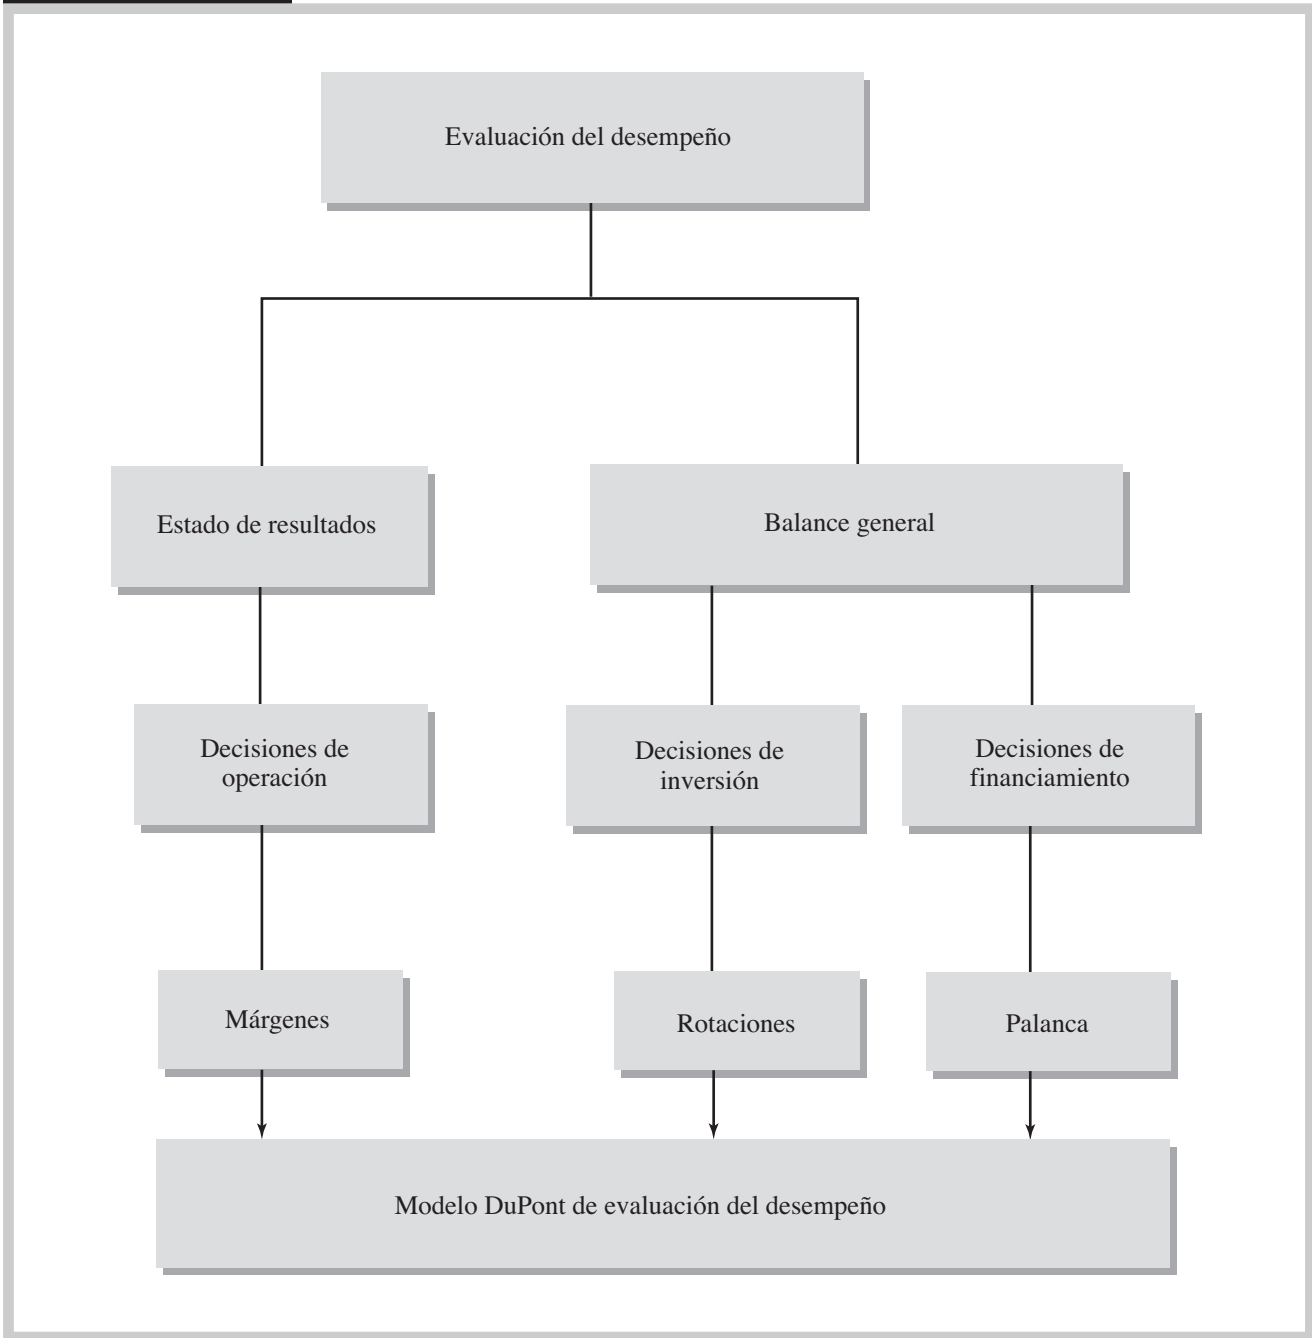 Evaluación del desempeño
Estado de resultados
Balance general
Decisiones de
operación
Decisiones de
inversión
Decisiones de
financiamiento
Márgenes
Rotaciones
Palanca
Modelo DuPont de evaluación del desempeño